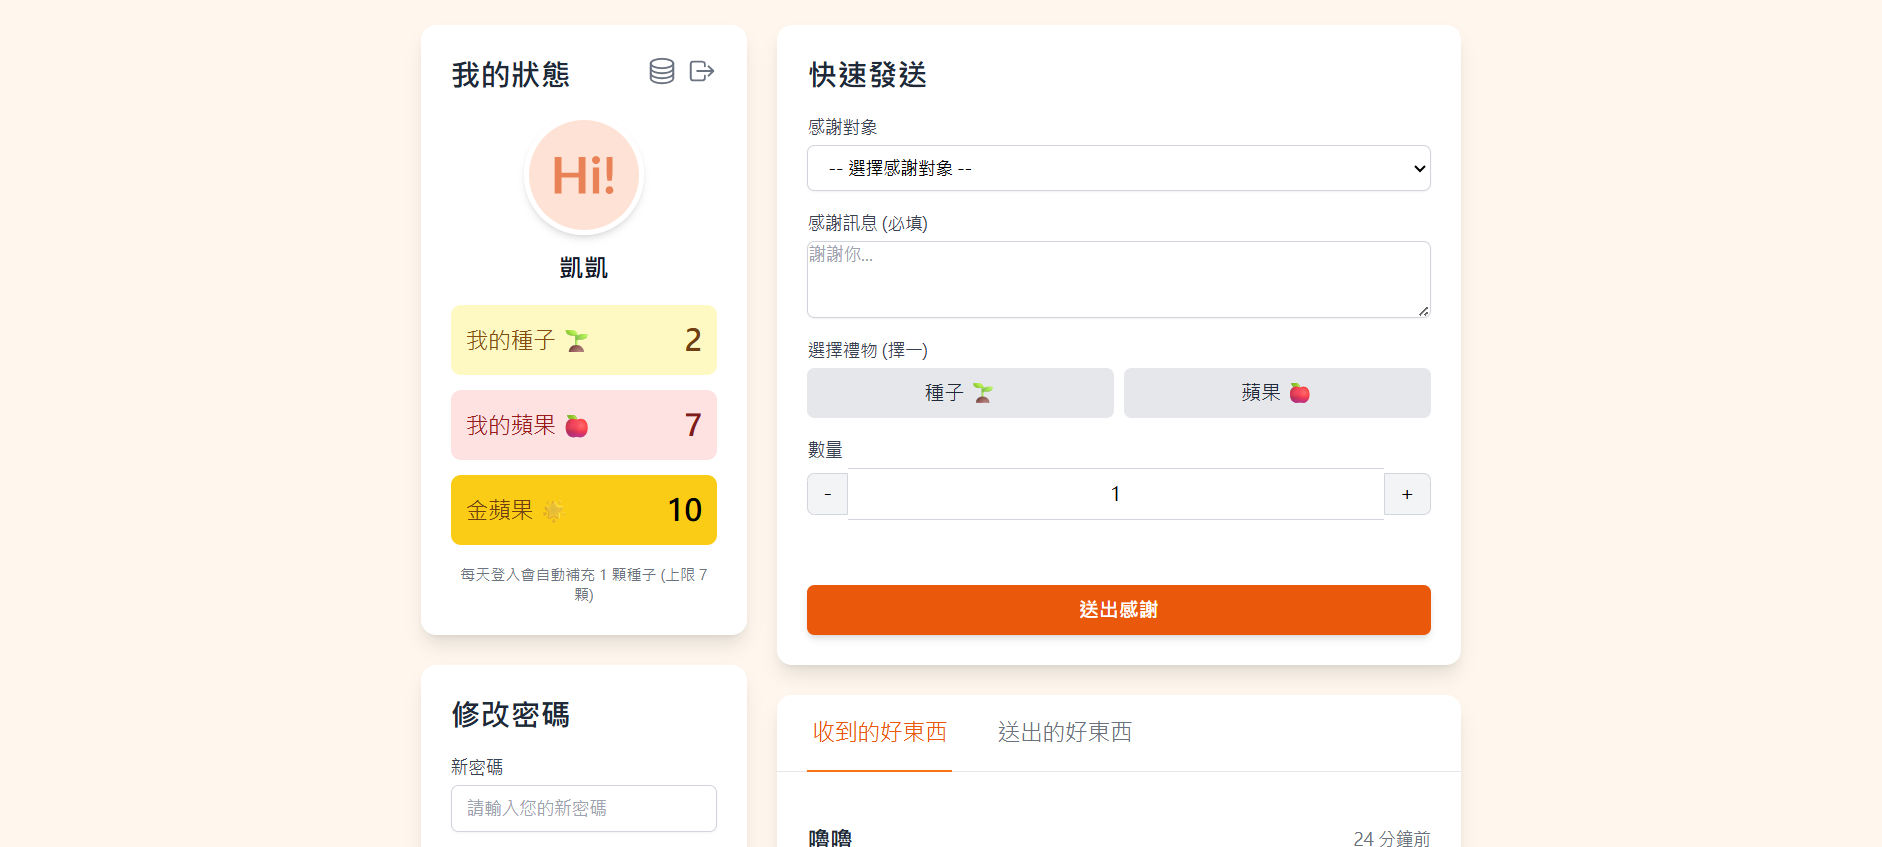 我的狀態
Hi!
凱凱
我的種子 🌱 2
我的蘋果 🍎 7
金蘋果 🌟 10
每天登入會自動補充 1 顆種子 (上限 7
顆)
修改密碼
新密碼
請輸入您的新密碼
快速發送
感謝對象
-- 選擇感謝對象 --
感謝訊息 (必填)
謝謝你...
選擇禮物 (擇一)
種子 🌱 蘋果 🍎
數量
- 1 +
送出感謝
收到的好東西 送出的好東西
嚕嚕 24 分鐘前